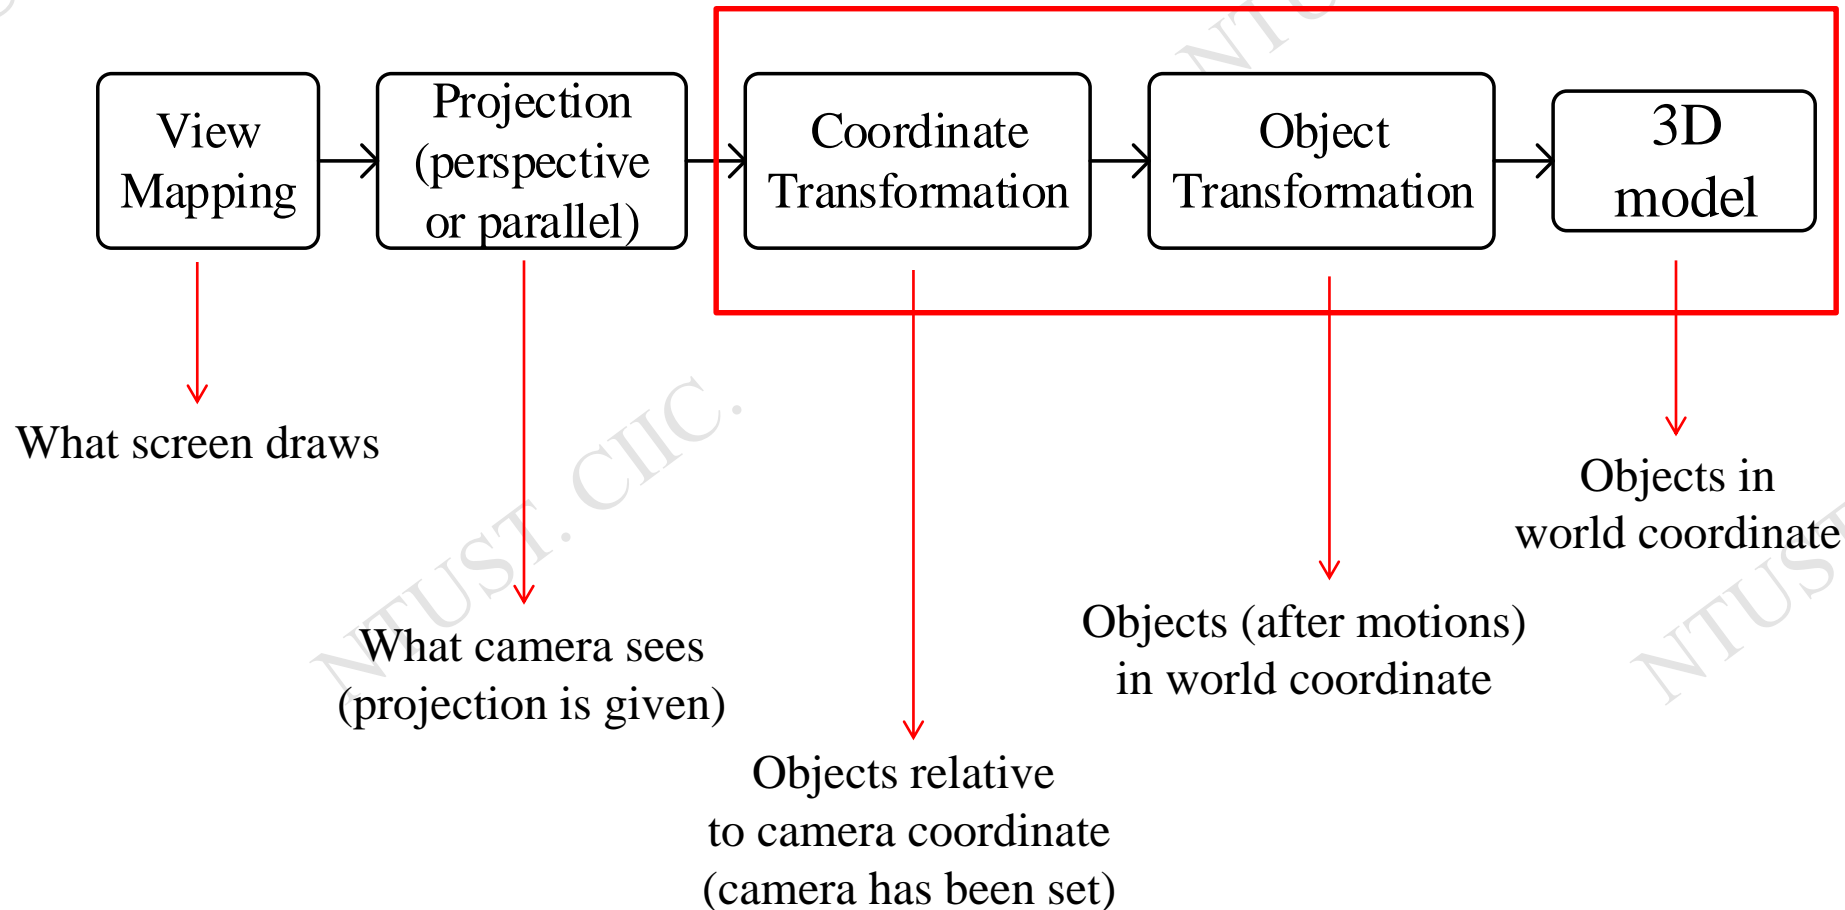 View
Mapping
Projection
(perspective
or parallel)
Coordinate
Transformation
Object
Transformation
3D
model
What screen draws
What camera sees
(projection is given)
Objects relative
to camera coordinate
(camera has been set)
Objects (after motions)
in world coordinate
Objects in
world coordinate
NTUST. CIIC.
NTU
NTUST